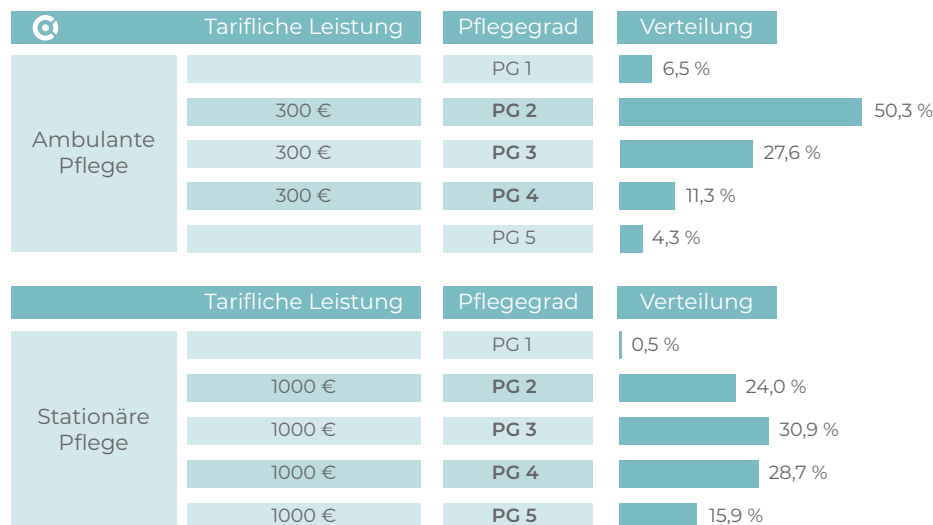 Tarifliche Leistung Pflegegrad Verteilung
PG 1 6,5 %
300 € PG 2 50,3 %
Ambulante
Pflege
300 € PG 3 27,6 %
300 € PG 4 11,3 %
PG 5 4,3 %
Tarifliche Leistung Pflegegrad Verteilung
PG 1 0,5 %
1000 € PG 2 24,0 %
Stationäre
Pflege
1000 € PG 3 30,9 %
1000 € PG 4 28,7 %
1000 € PG 5 15,9 %